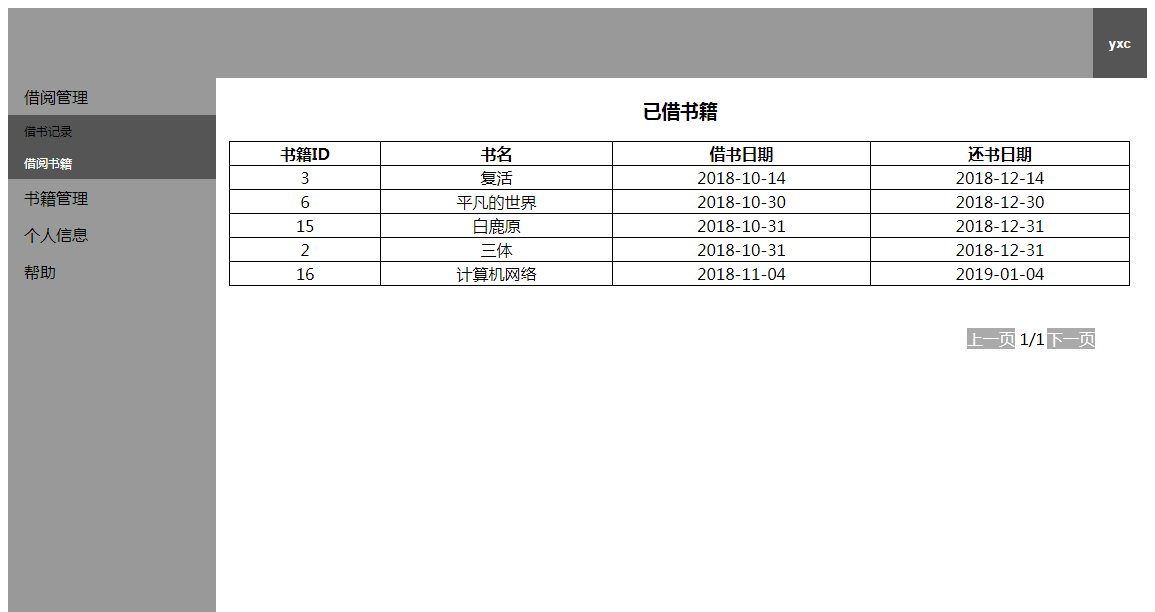 yxc
借阅管理
借书记录
借阅书籍
书籍管理
个人信息
帮助
已借书籍
书籍ID 书名 借书日期 还书日期
3 复活 2018-10-14 2018-12-14
6 平凡的世界 2018-10-30 2018-12-30
15 白鹿原 2018-10-31 2018-12-31
2 三体 2018-10-31 2018-12-31
16 计算机网络 2018-11-04 2019-01-04
上一页 1/1 下一页